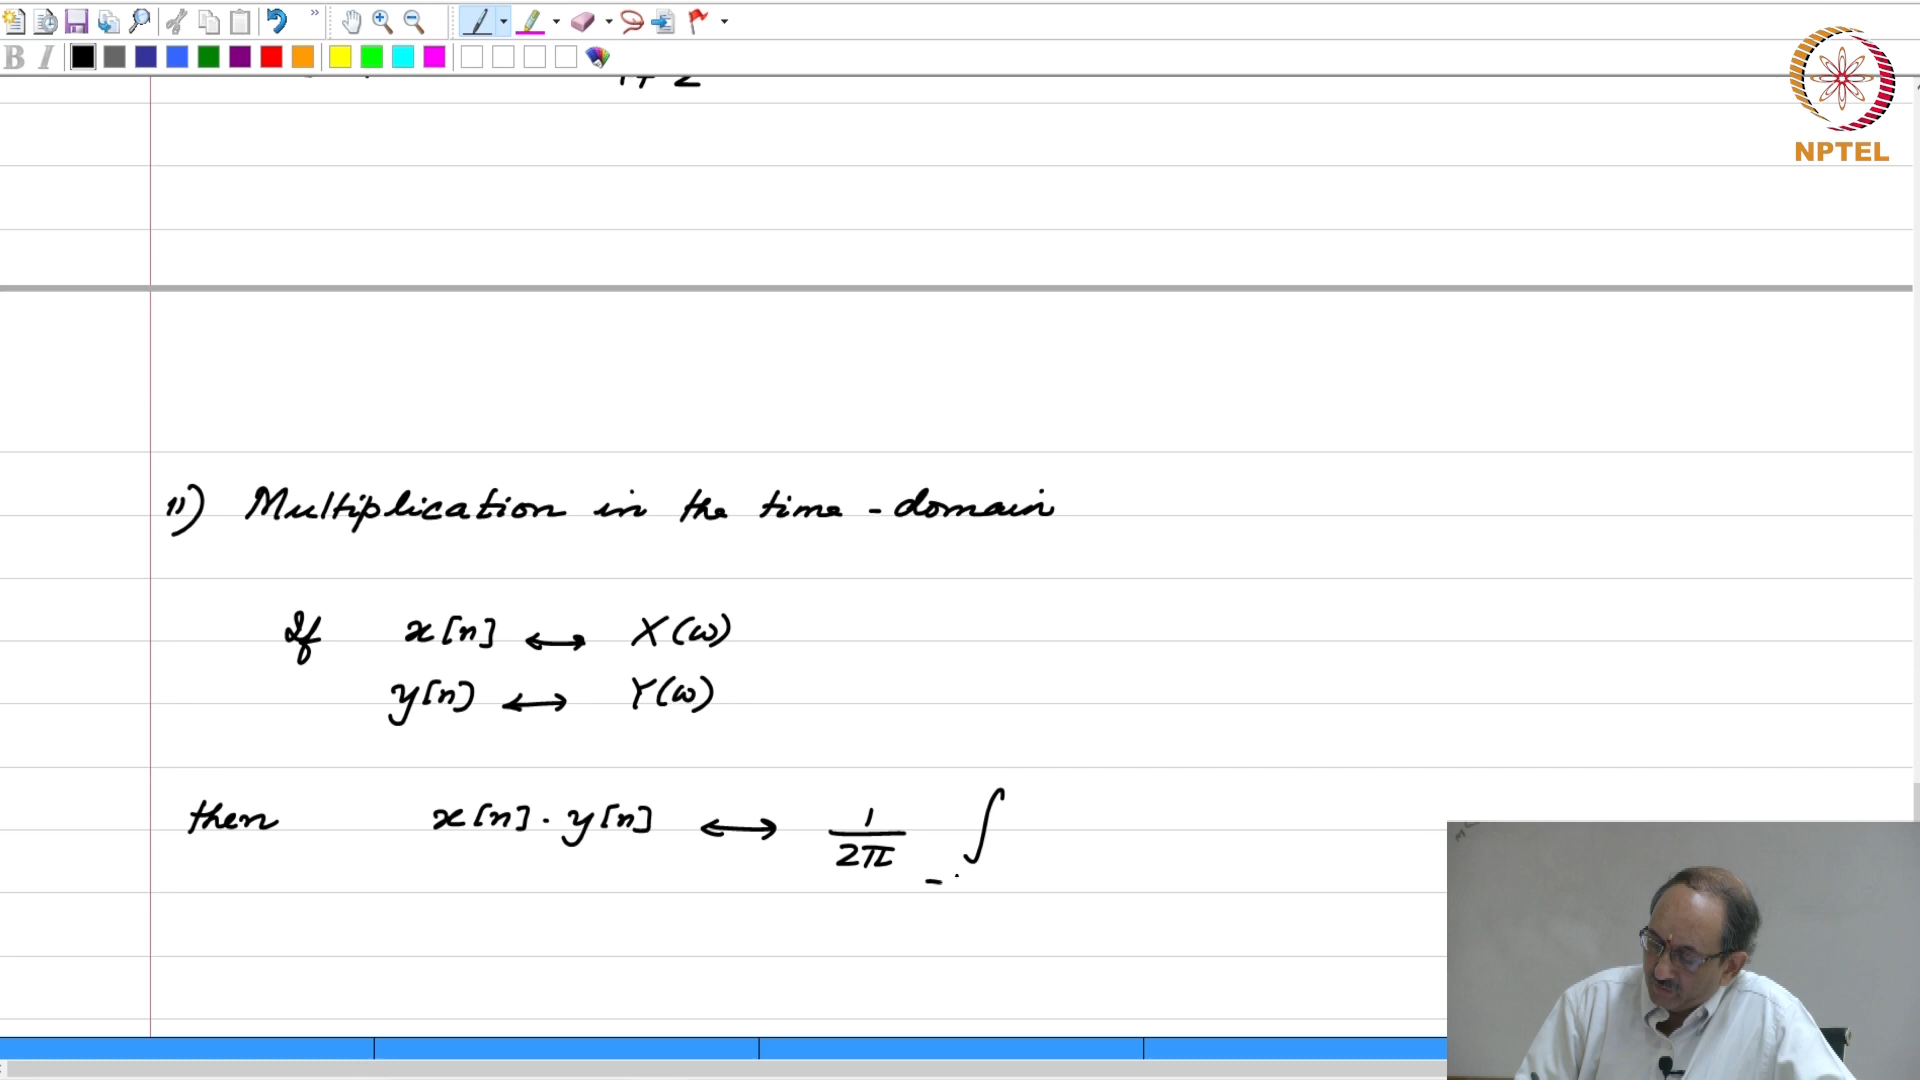 NPTEL
11) Multiplication in the time-domain
If x[n] ↔ X(ω)
y[n] ↔ Y(ω)
then x[n] · y[n] ↔ 1/2π ∫
-